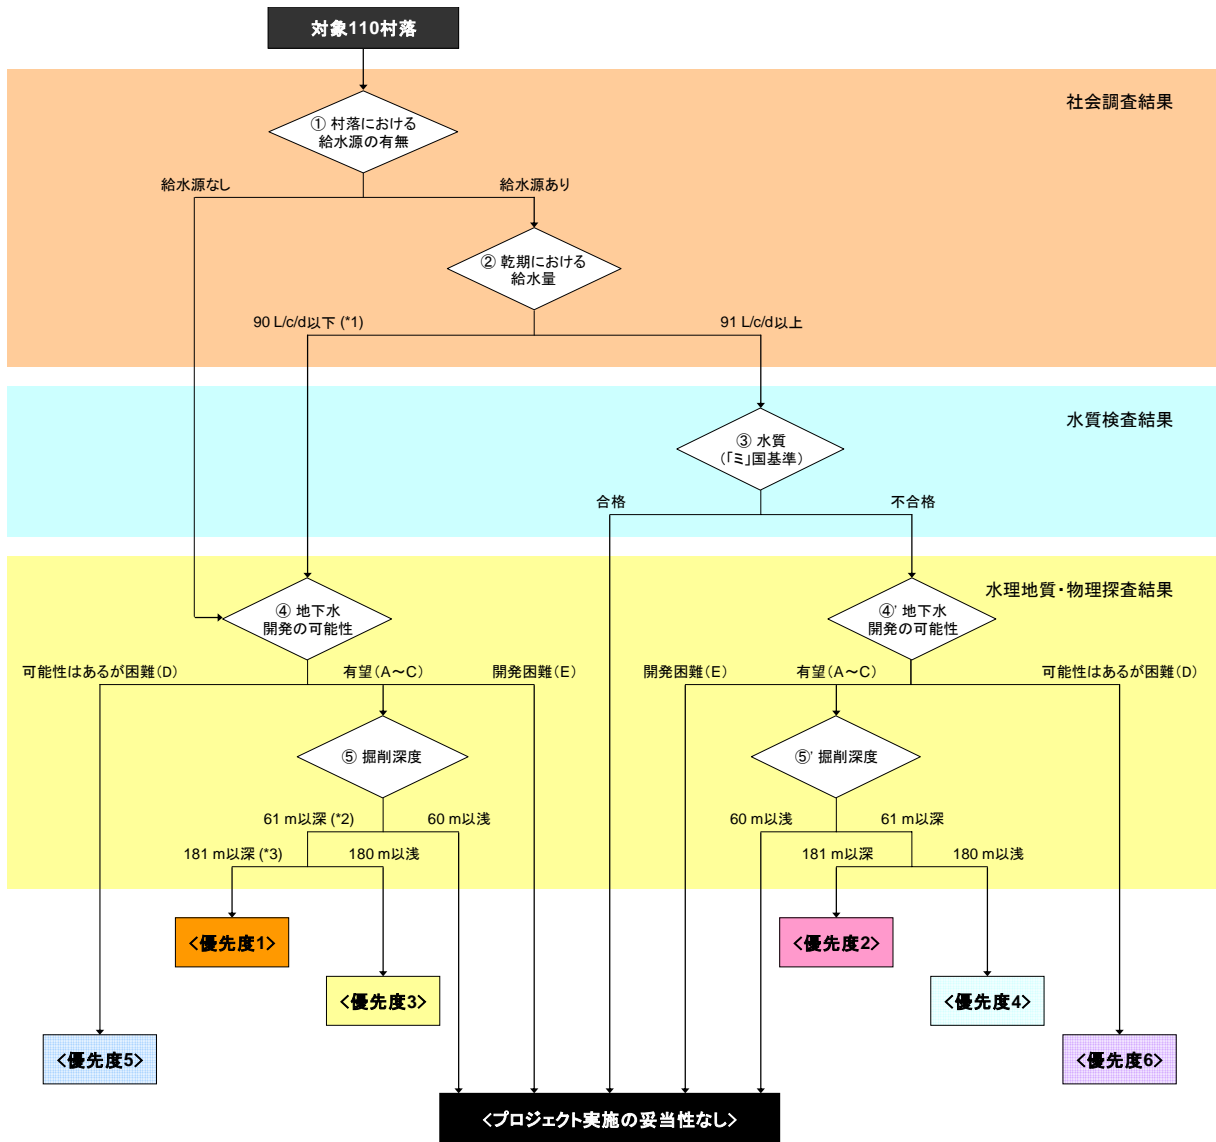 対象110村落
社会調査結果
① 村落における
給水源の有無
給水源なし
給水源あり
② 乾期における
給水量
90 L/c/d以下 (*1)
91 L/c/d以上
水質検査結果
③ 水質
(「ミ」国基準)
合格
不合格
水理地質・物理探査結果
④ 地下水
開発の可能性
④' 地下水
開発の可能性
可能性はあるが困難(D)
有望(A～C)
開発困難(E)
開発困難(E)
有望(A～C)
可能性はあるが困難(D)
⑤ 掘削深度
⑤' 掘削深度
61 m以深 (*2)
60 m以浅
60 m以浅
61 m以深
181 m以深 (*3)
180 m以浅
181 m以深
180 m以浅
<優先度1>
<優先度2>
<優先度3>
<優先度4>
<優先度5>
<優先度6>
<プロジェクト実施の妥当性なし>